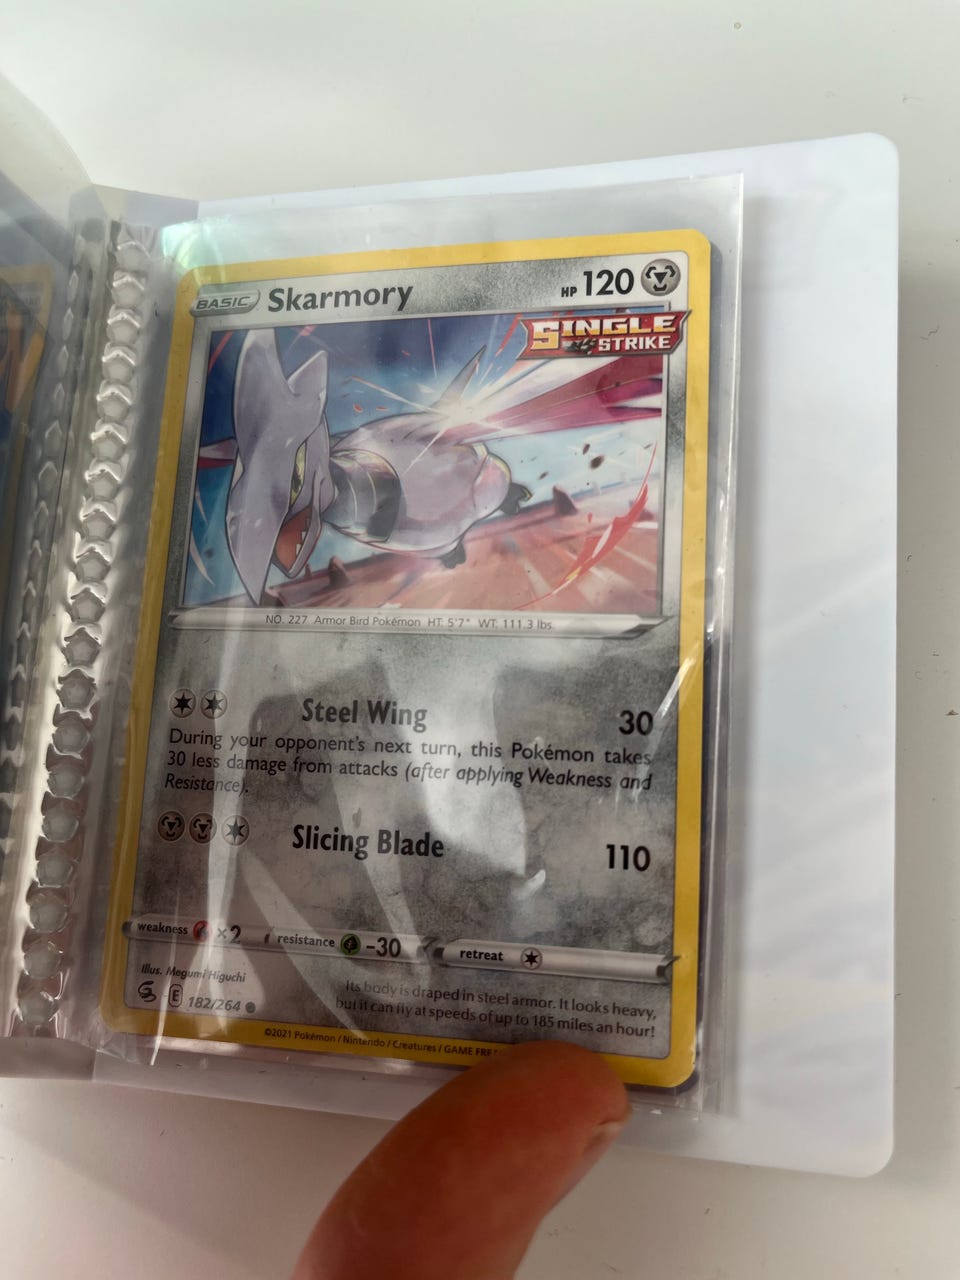 BASIC Skarmory HP 120
SINGLE
STRIKE
NO. 227 Armor Bird Pokémon HT: 5'7" WT: 111.3 lbs.
Steel Wing 30
During your opponent's next turn, this Pokémon takes
30 less damage from attacks (after applying Weakness and
Resistance).
Slicing Blade 110
weakness ×2 resistance -30 retreat
Illus. Megumi Higuchi
E 182/264
Its body is draped in steel armor. It looks heavy,
but it can fly at speeds of up to 185 miles an hour!
©2021 Pokémon / Nintendo / Creatures / GAME